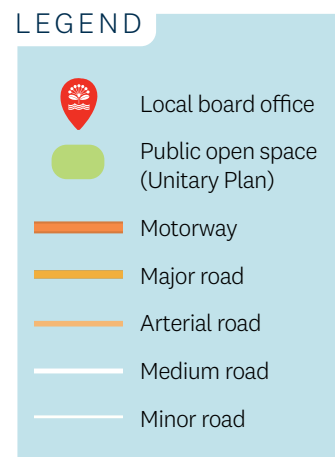 LEGEND
Local board office
Public open space
(Unitary Plan)
Motorway
Major road
Arterial road
Medium road
Minor road